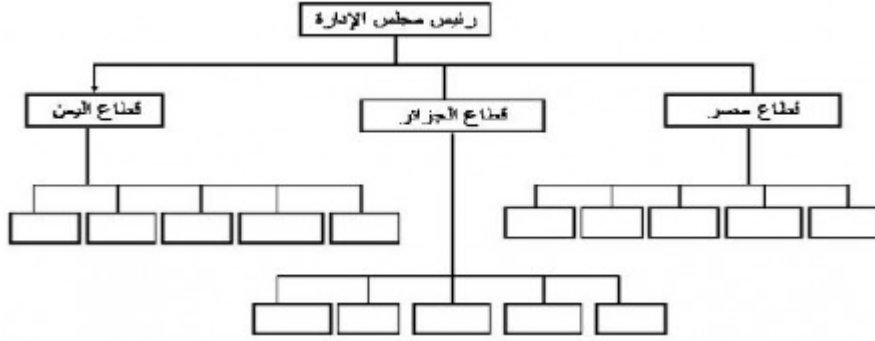 رئيس مجلس الإدارة
قطاع مصر
قطاع الجزائر
قطاع اليمن